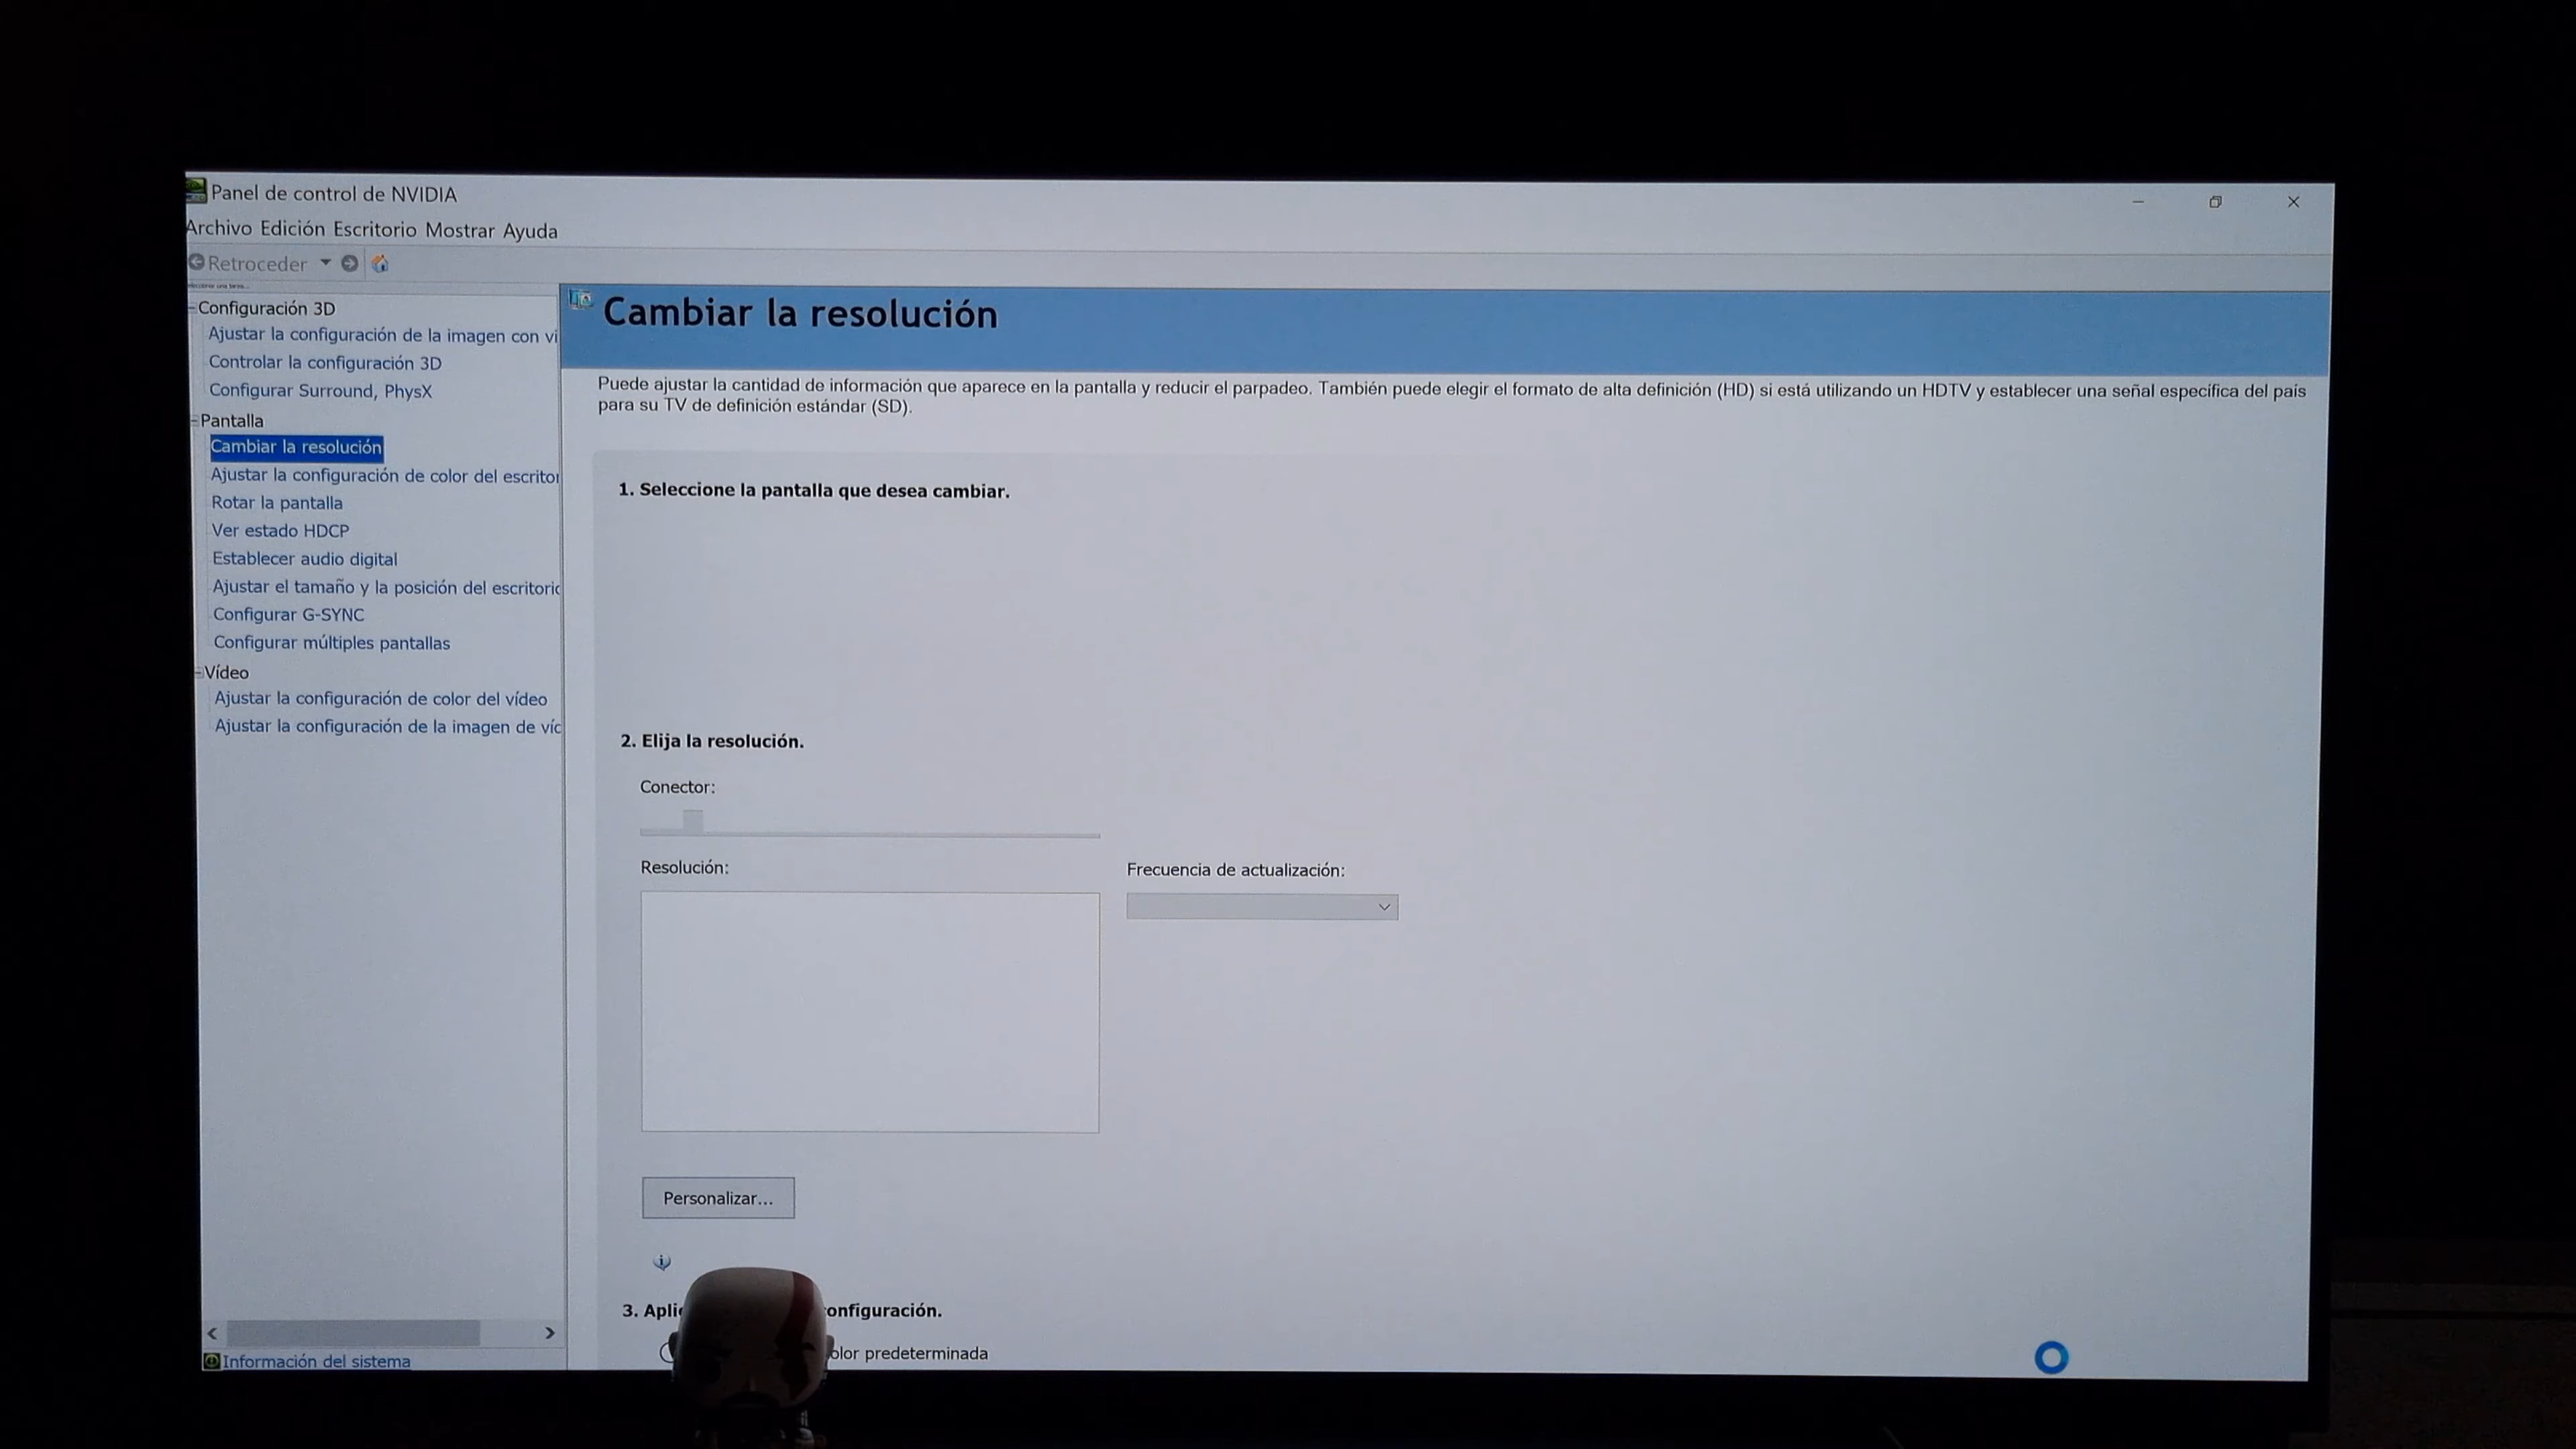 Panel de control de NVIDIA
Archivo Edición Escritorio Mostrar Ayuda
Retroceder
Configuración 3D
Ajustar la configuración de la imagen con vi
Controlar la configuración 3D
Configurar Surround, PhysX
Pantalla
Cambiar la resolución
Ajustar la configuración de color del escritor
Rotar la pantalla
Ver estado HDCP
Establecer audio digital
Ajustar el tamaño y la posición del escritorio
Configurar G-SYNC
Configurar múltiples pantallas
Vídeo
Ajustar la configuración de color del vídeo
Ajustar la configuración de la imagen de víd
Información del sistema
Cambiar la resolución
Puede ajustar la cantidad de información que aparece en la pantalla y reducir el parpadeo. También puede elegir el formato de alta definición (HD) si está utilizando un HDTV y establecer una señal específica del país
para su TV de definición estándar (SD).
1. Seleccione la pantalla que desea cambiar.
2. Elija la resolución.
Conector:
Resolución:
Frecuencia de actualización:
Personalizar...
3. Aplic onfiguración.
olor predeterminada